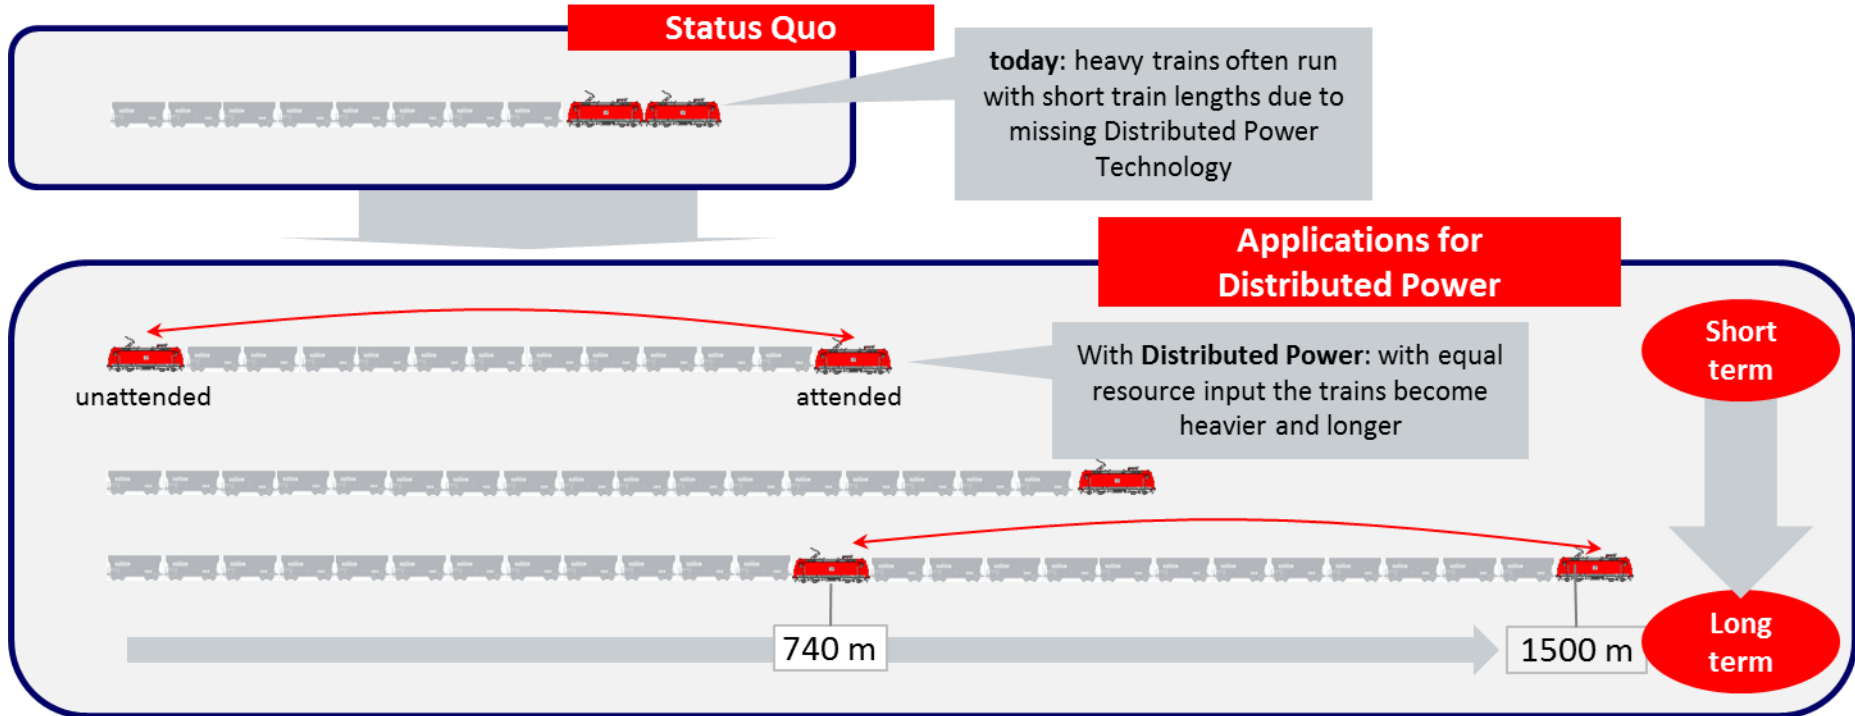 Status Quo
today: heavy trains often run
with short train lengths due to
missing Distributed Power
Technology
Applications for
Distributed Power
Short
term
With Distributed Power: with equal
resource input the trains become
heavier and longer
unattended
attended
740 m
1500 m
Long
term